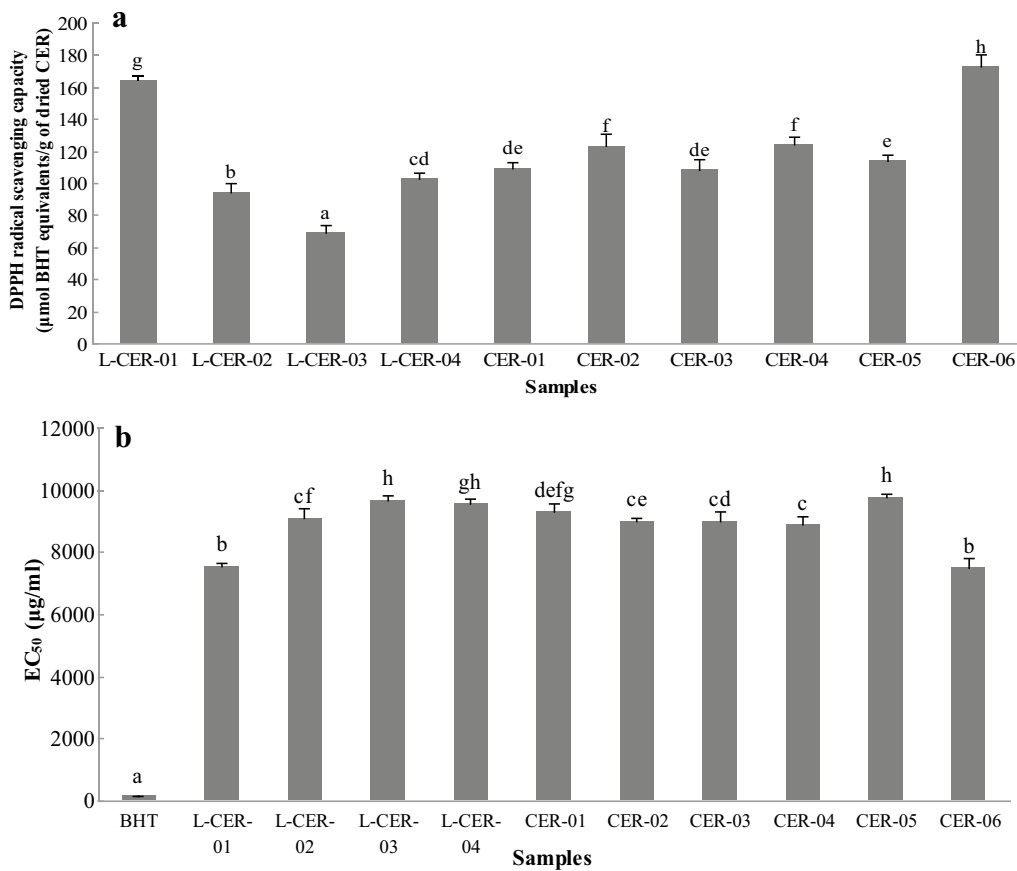 a
DPPH radical scavenging capacity
(µmol BHT equivalents/g of dried CER)
200
180
160
140
120
100
80
60
40
20
0
g
b
a
cd
de
f
de
f
e
h
L-CER-01 L-CER-02 L-CER-03 L-CER-04 CER-01 CER-02 CER-03 CER-04 CER-05 CER-06
Samples
b
EC50 (µg/ml)
12000
10000
8000
6000
4000
2000
0
a
b
cf
h
gh
defg
ce
cd
c
h
b
BHT L-CER- L-CER- L-CER- L-CER- CER-01 CER-02 CER-03 CER-04 CER-05 CER-06
01 02 03 04
Samples